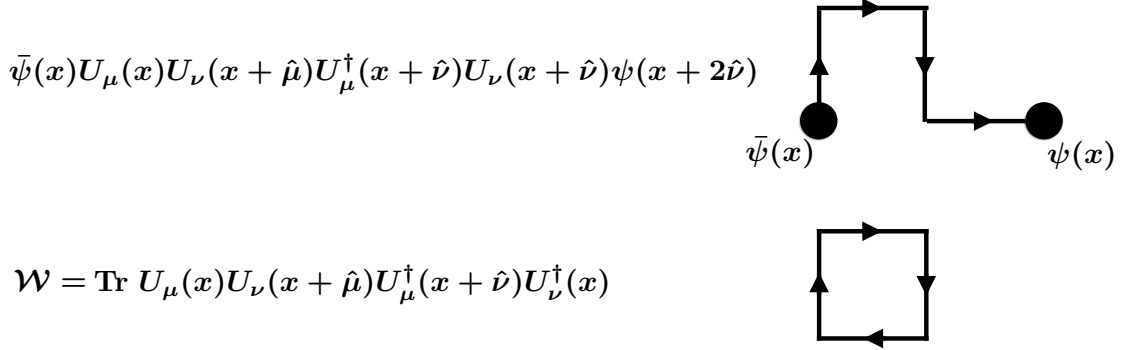 ψ̄(x)U_μ(x)U_ν(x + μ̂)U_μ^†(x + ν̂)U_ν(x + ν̂)ψ(x + 2ν̂)
ψ̄(x) ψ(x)
𝒲 = Tr U_μ(x)U_ν(x + μ̂)U_μ^†(x + ν̂)U_ν^†(x)